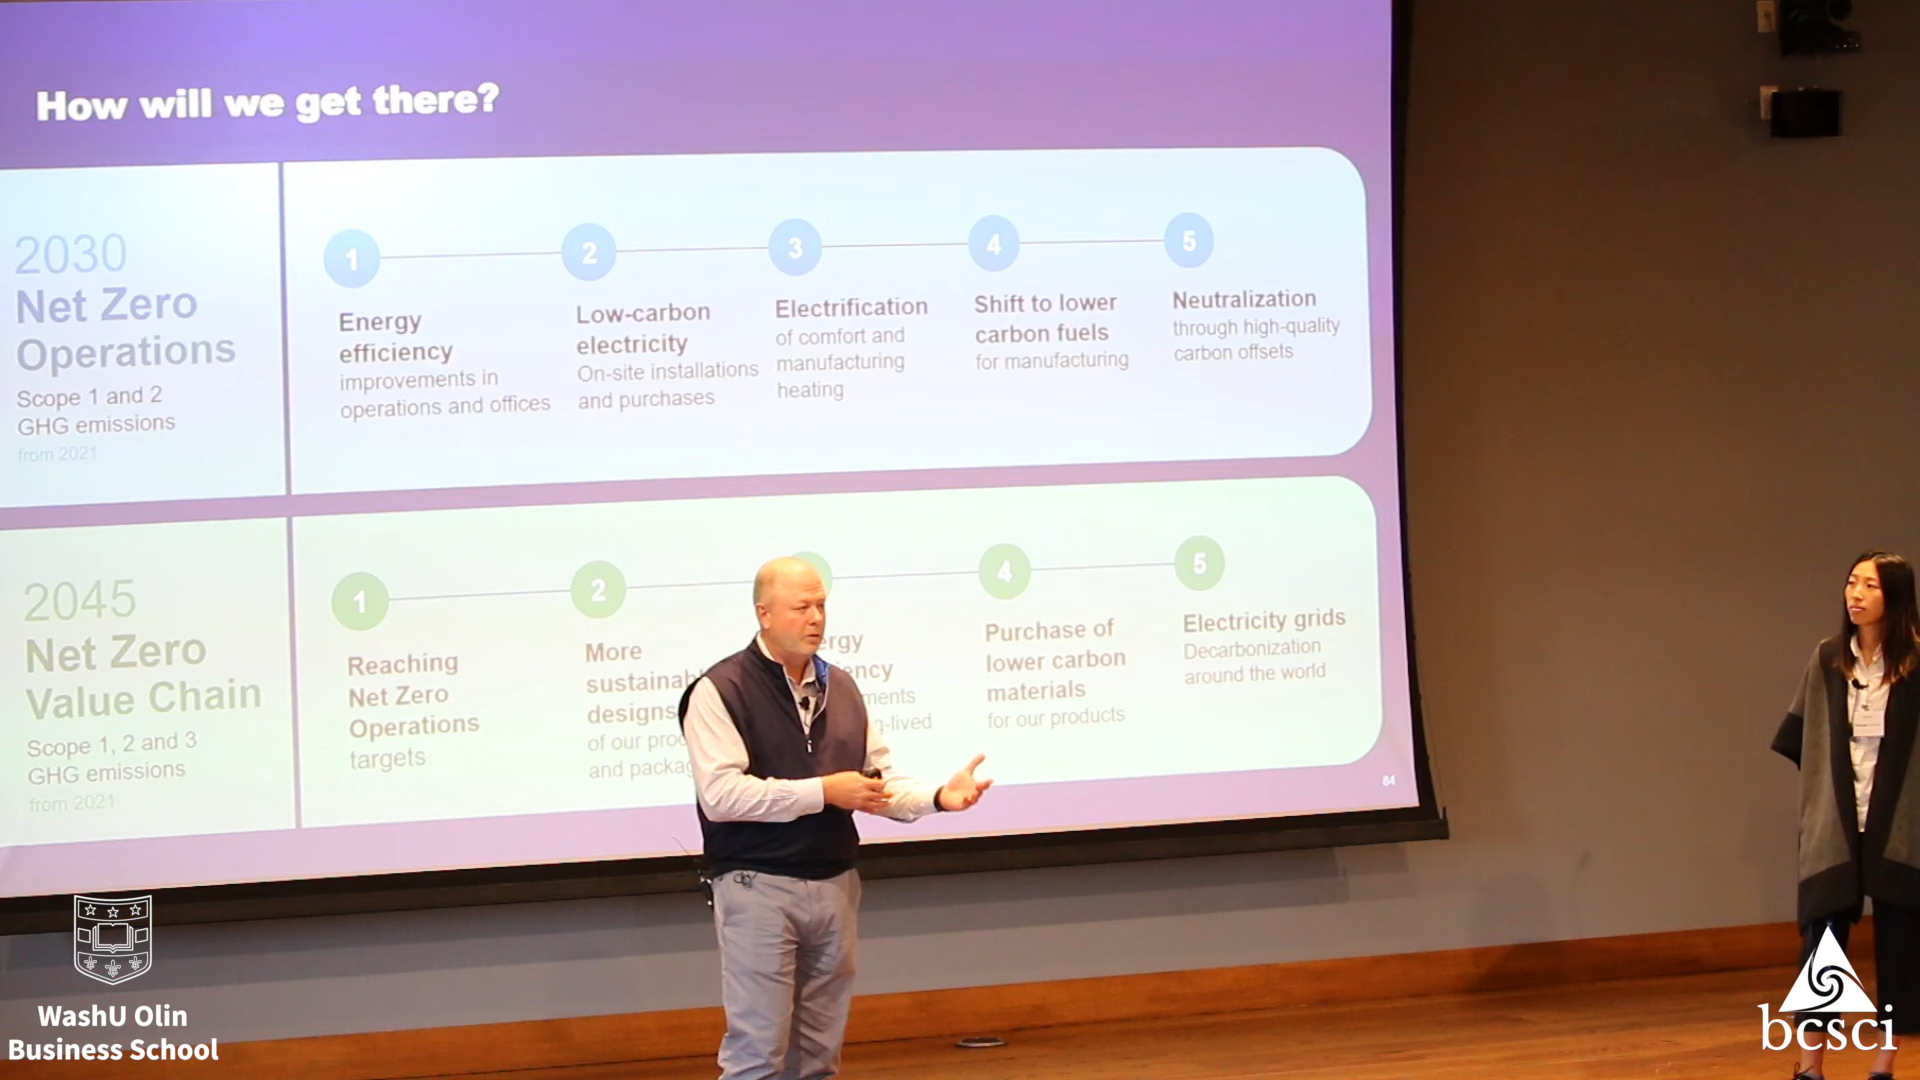 How will we get there?
2030
Net Zero
Operations
Scope 1 and 2
GHG emissions
from 2021
1
Energy
efficiency
improvements in
operations and offices
2
Low-carbon
electricity
On-site installations
and purchases
3
Electrification
of comfort and
manufacturing
heating
4
Shift to lower
carbon fuels
for manufacturing
5
Neutralization
through high-quality
carbon offsets
2045
Net Zero
Value Chain
Scope 1, 2 and 3
GHG emissions
from 2021
1
Reaching
Net Zero
Operations
targets
2
More
designs
of our
and
4
Purchase of
lower carbon
materials
for our products
5
Electricity grids
Decarbonization
around the world
84
WashU Olin
Business School
bcsci